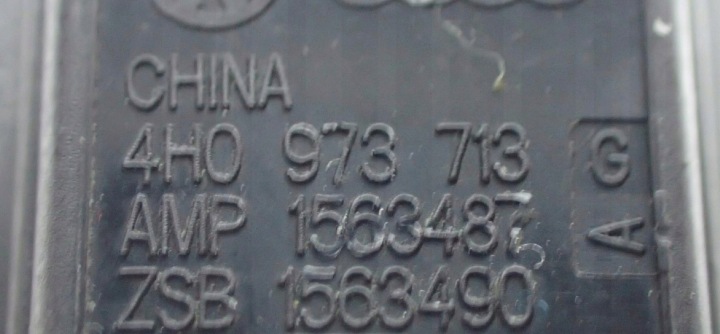 CHINA
4H0 973 713 G
AMP 1563487 A
ZSB 1563490